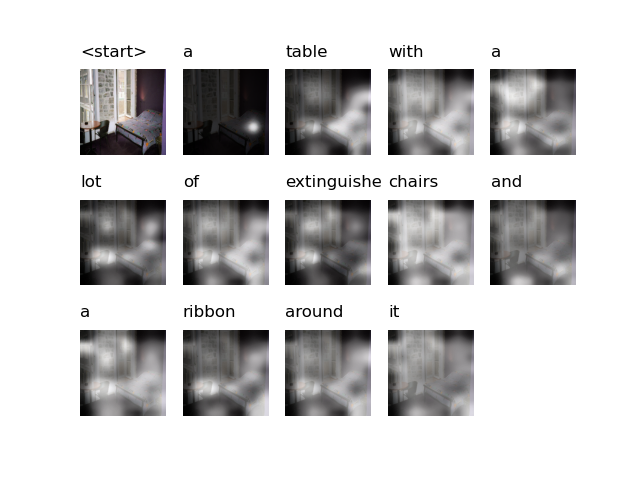 <start> a table with a
lot of extinguishe chairs and
a ribbon around it